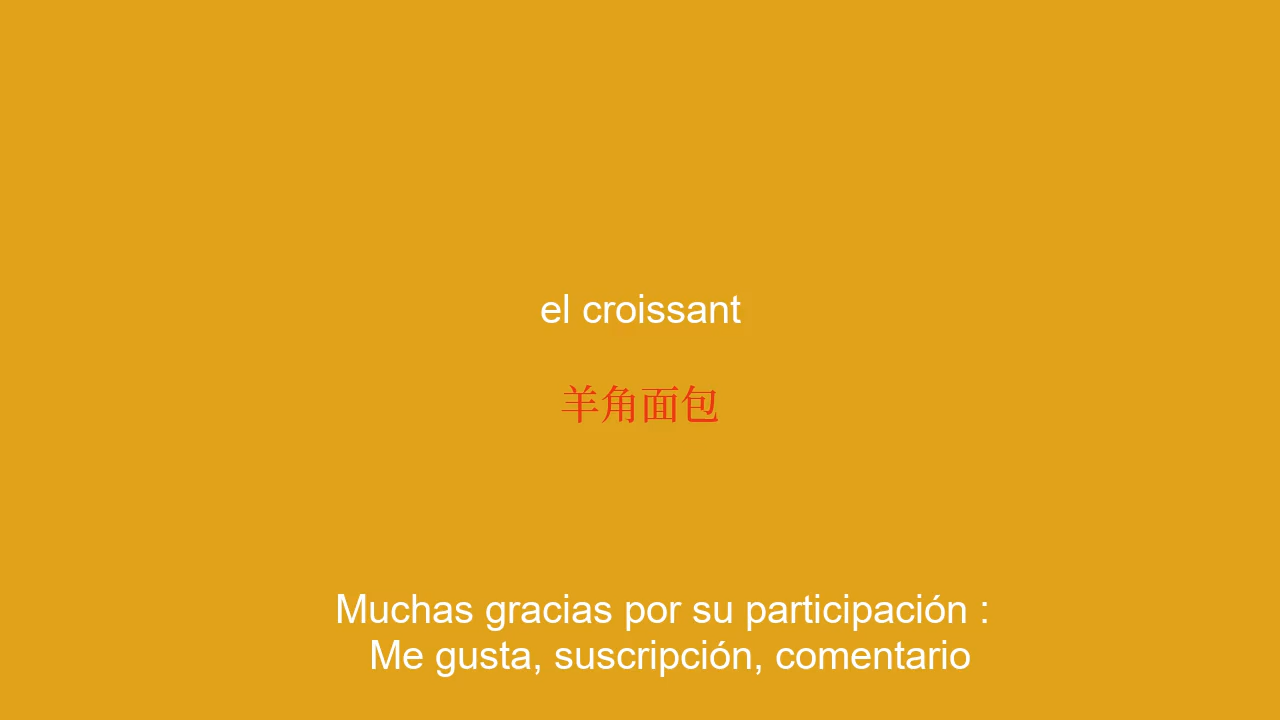 el croissant
羊角面包
Muchas gracias por su participación :
Me gusta, suscripción, comentario